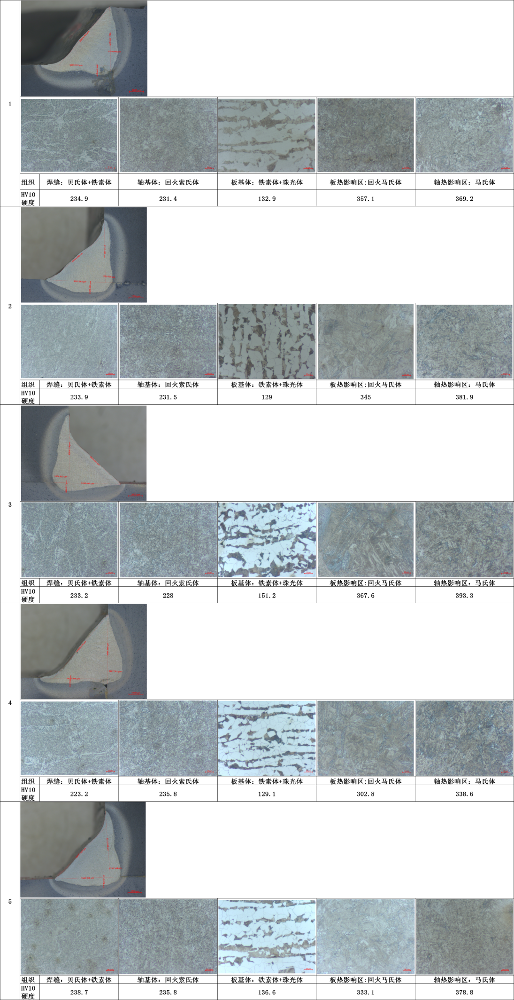 1
组织
焊缝：贝氏体+铁素体
轴基体：回火索氏体
板基体：铁素体+珠光体
板热影响区:回火马氏体
轴热影响区：马氏体
HV10
硬度
234.9
231.4
132.9
357.1
369.2
2
组织
焊缝：贝氏体+铁素体
轴基体：回火索氏体
板基体：铁素体+珠光体
板热影响区:回火马氏体
轴热影响区：马氏体
HV10
硬度
233.9
231.5
129
345
381.9
3
组织
焊缝：贝氏体+铁素体
轴基体：回火索氏体
板基体：铁素体+珠光体
板热影响区:回火马氏体
轴热影响区：马氏体
HV10
硬度
233.2
228
151.2
367.6
393.3
4
组织
焊缝：贝氏体+铁素体
轴基体：回火索氏体
板基体：铁素体+珠光体
板热影响区:回火马氏体
轴热影响区：马氏体
HV10
硬度
223.2
235.8
129.1
302.8
338.6
5
组织
焊缝：贝氏体+铁素体
轴基体：回火索氏体
板基体：铁素体+珠光体
板热影响区:回火马氏体
轴热影响区：马氏体
HV10
硬度
238.7
235.8
136.6
333.1
378.8